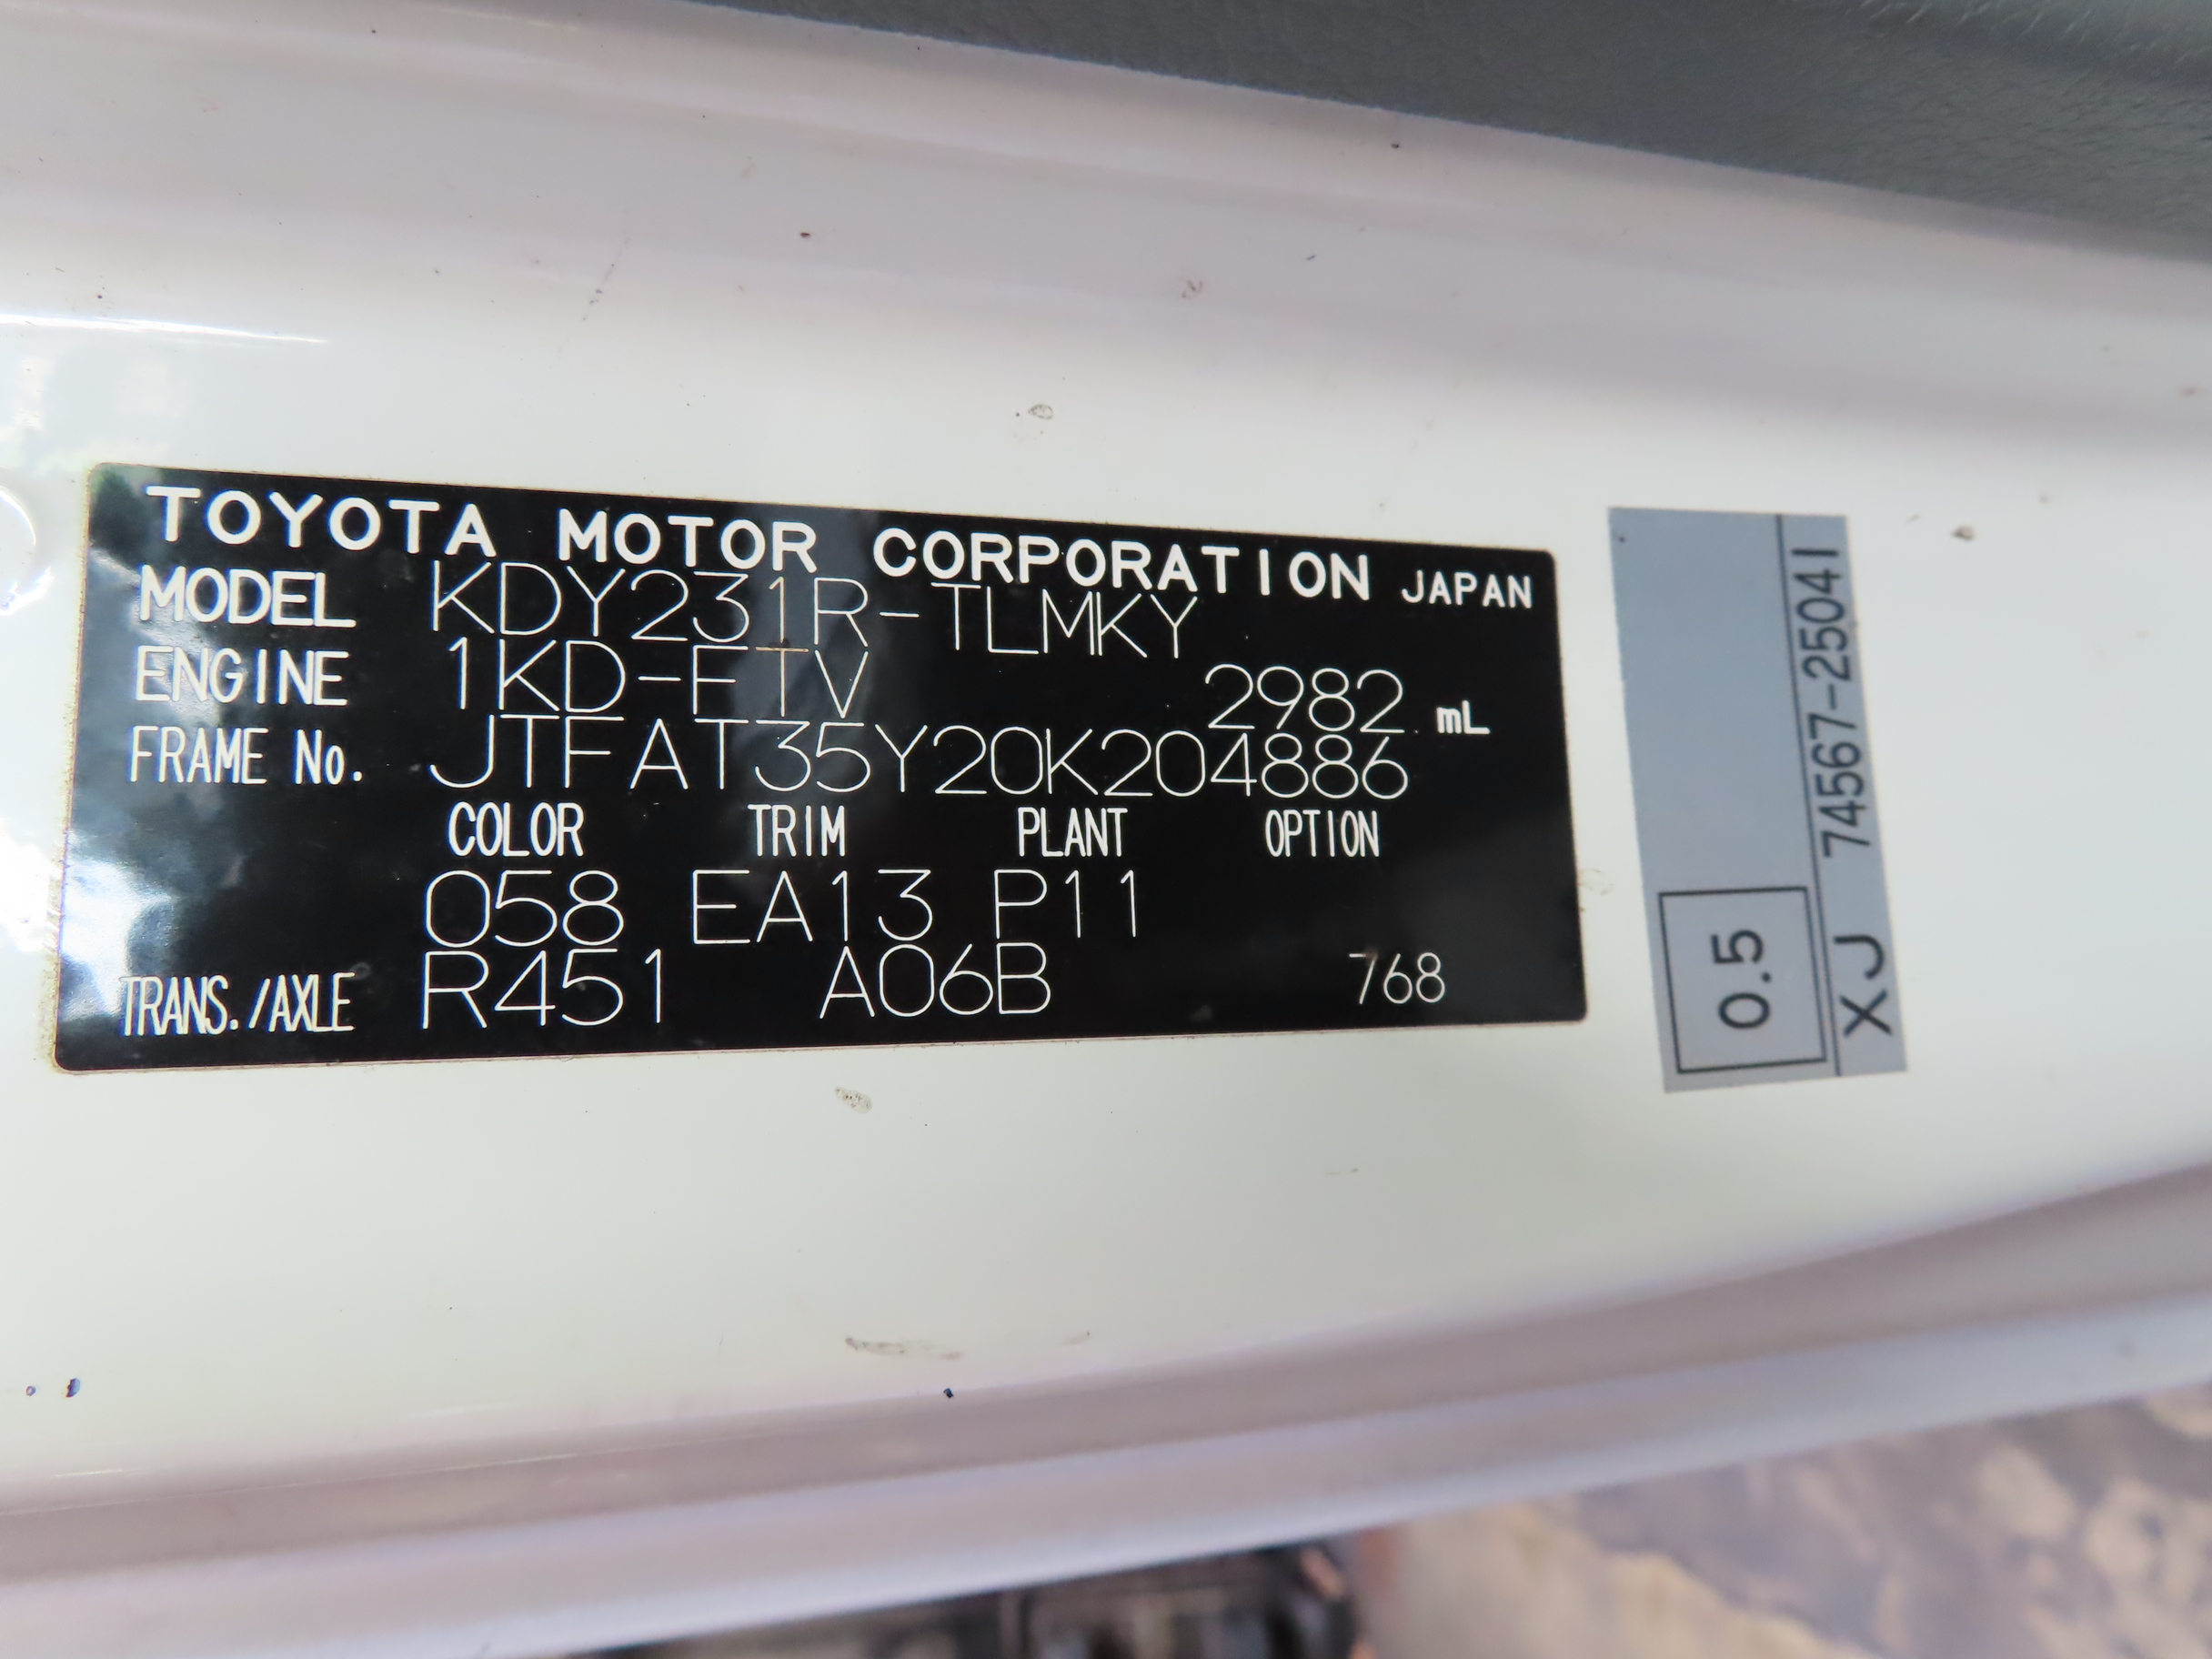 TOYOTA MOTOR CORPORATION JAPAN
MODEL KDY231R-TLMKY
ENGINE 1KD-FTV 2982 mL
FRAME No. JTFAT35Y20K204886
COLOR TRIM PLANT OPTION
058 EA13 P11
TRANS./AXLE R451 A06B 768
0.5
XJ 74567-25041